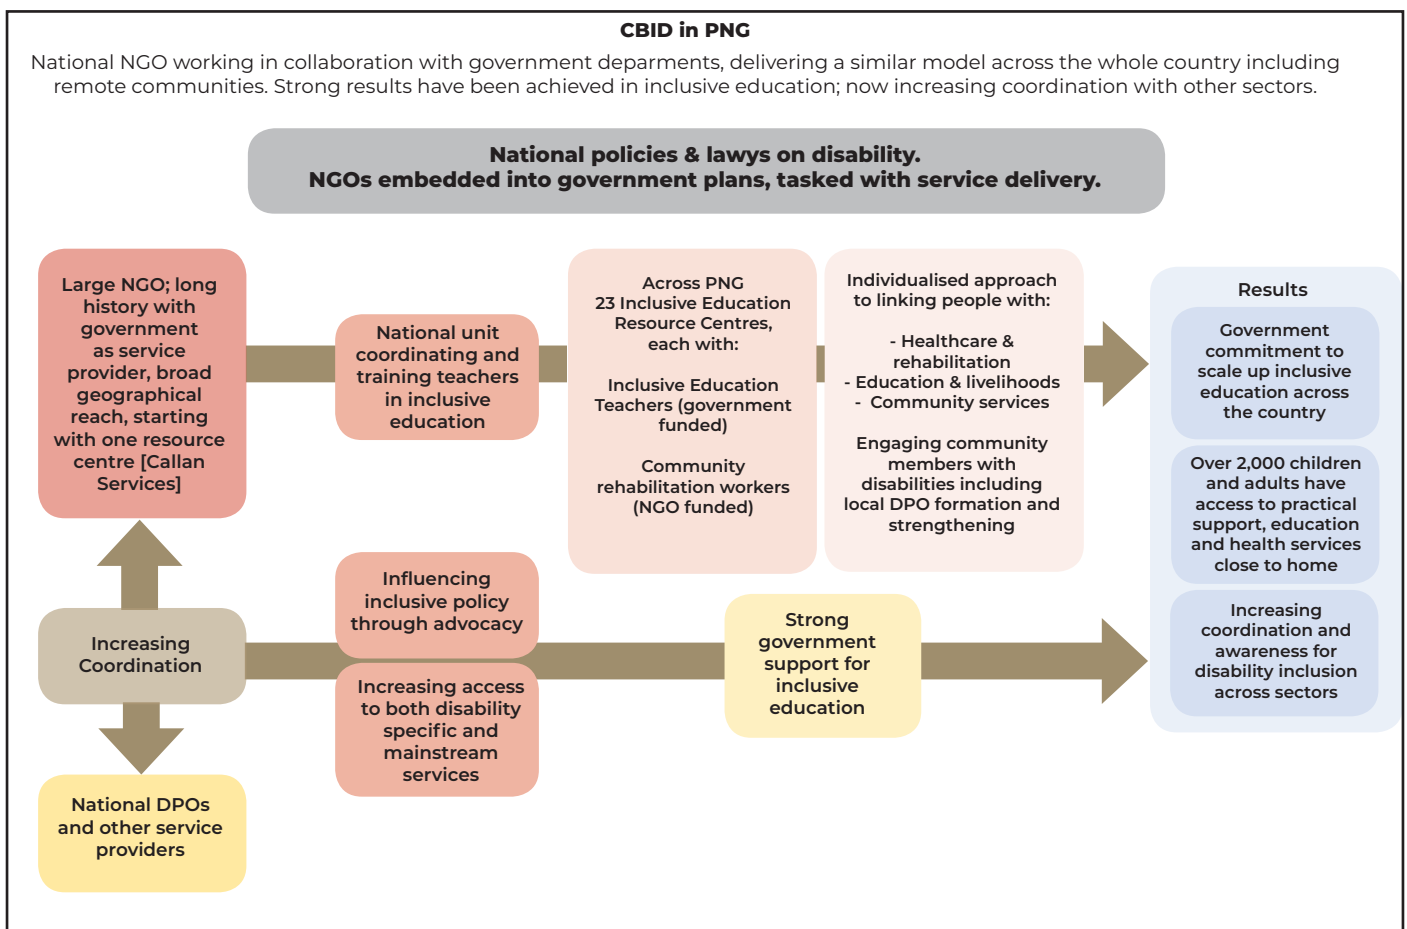 CBID in PNG
National NGO working in collaboration with government deparments, delivering a similar model across the whole country including
remote communities. Strong results have been achieved in inclusive education; now increasing coordination with other sectors.
National policies & lawys on disability.
NGOs embedded into government plans, tasked with service delivery.
Large NGO; long
history with
government
as service
provider, broad
geographical
reach, starting
with one resource
centre [Callan
Services]
National unit
coordinating and
training teachers
in inclusive
education
Across PNG
23 Inclusive Education
Resource Centres,
each with:
Inclusive Education
Teachers (government
funded)
Community
rehabilitation workers
(NGO funded)
Individualised approach
to linking people with:
- Healthcare &
rehabilitation
- Education & livelihoods
- Community services
Engaging community
members with
disabilities including
local DPO formation and
strengthening
Results
Government
commitment to
scale up inclusive
education across
the country
Over 2,000 children
and adults have
access to practical
support, education
and health services
close to home
Increasing
coordination and
awareness for
disability inclusion
across sectors
Increasing
Coordination
Influencing
inclusive policy
through advocacy
Increasing access
to both disability
specific and
mainstream
services
Strong
government
support for
inclusive
education
National DPOs
and other service
providers